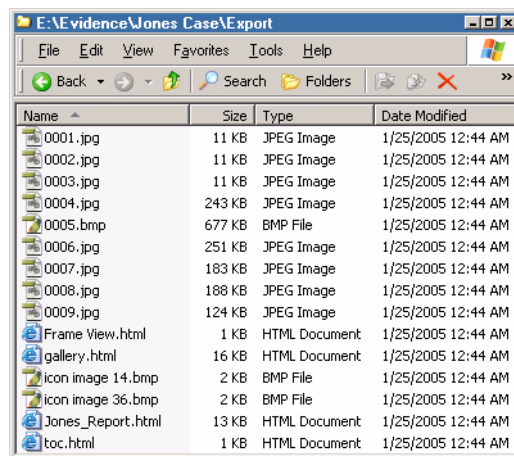 E:\Evidence\Jones Case\Export
File Edit View Favorites Tools Help
Back Search Folders »
Name Size Type Date Modified
0001.jpg 11 KB JPEG Image 1/25/2005 12:44 AM
0002.jpg 11 KB JPEG Image 1/25/2005 12:44 AM
0003.jpg 11 KB JPEG Image 1/25/2005 12:44 AM
0004.jpg 243 KB JPEG Image 1/25/2005 12:44 AM
0005.bmp 677 KB BMP File 1/25/2005 12:44 AM
0006.jpg 251 KB JPEG Image 1/25/2005 12:44 AM
0007.jpg 183 KB JPEG Image 1/25/2005 12:44 AM
0008.jpg 188 KB JPEG Image 1/25/2005 12:44 AM
0009.jpg 124 KB JPEG Image 1/25/2005 12:44 AM
Frame View.html 1 KB HTML Document 1/25/2005 12:44 AM
gallery.html 16 KB HTML Document 1/25/2005 12:44 AM
icon image 14.bmp 2 KB BMP File 1/25/2005 12:44 AM
icon image 36.bmp 2 KB BMP File 1/25/2005 12:44 AM
Jones_Report.html 13 KB HTML Document 1/25/2005 12:44 AM
toc.html 1 KB HTML Document 1/25/2005 12:44 AM